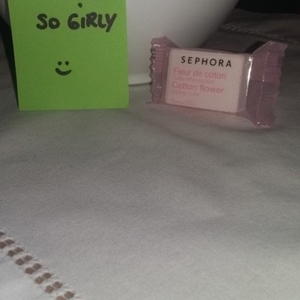 SO GiRLY
SEPHORA
Fleur de coton
Cotton flower